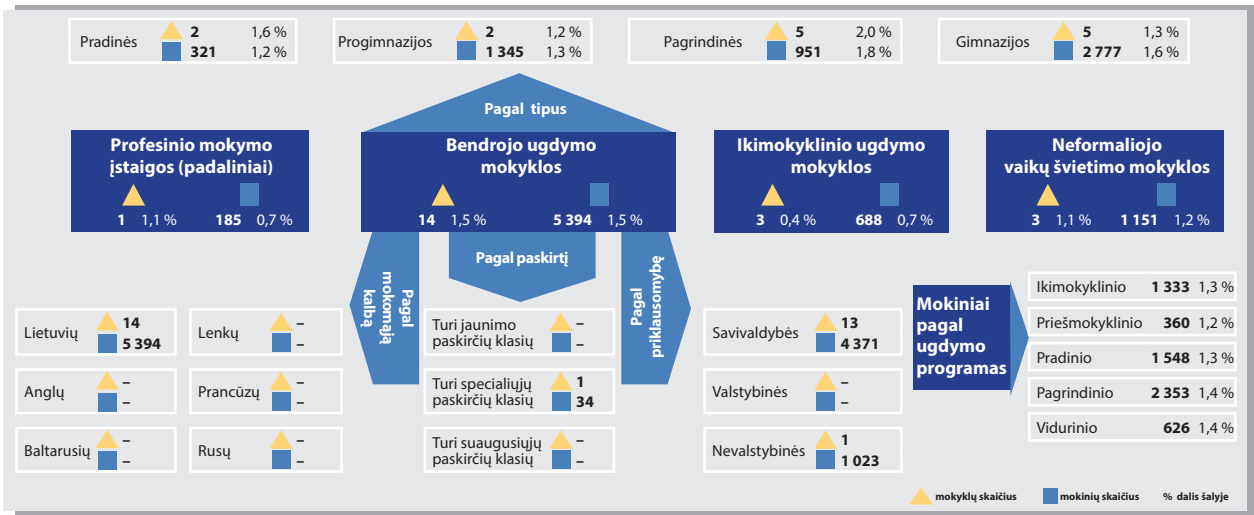 Pradinės
2 1,6 %
321 1,2 %
Progimnazijos
2 1,2 %
1 345 1,3 %
Pagrindinės
5 2,0 %
951 1,8 %
Gimnazijos
5 1,3 %
2 777 1,6 %
Pagal tipus
Profesinio mokymo
įstaigos (padaliniai)
1 1,1 % 185 0,7 %
Bendrojo ugdymo
mokyklos
14 1,5 % 5 394 1,5 %
Ikimokyklinio ugdymo
mokyklos
3 0,4 % 688 0,7 %
Neformaliojo
vaikų švietimo mokyklos
3 1,1 % 1 151 1,2 %
Pagal
mokomąją
kalbą
Pagal paskirtį
Pagal
priklausomybę
Lietuvių
14
5 394
Lenkų
–
–
Anglų
–
–
Prancūzų
–
–
Baltarusių
–
–
Rusų
–
–
Turi jaunimo
paskirčių klasių
–
–
Turi specialiųjų
paskirčių klasių
1
34
Turi suaugusiųjų
paskirčių klasių
–
–
Savivaldybės
13
4 371
Valstybinės
–
–
Nevalstybinės
1
1 023
Mokiniai
pagal
ugdymo
programas
Ikimokyklinio 1 333 1,3 %
Priešmokyklinio 360 1,2 %
Pradinio 1 548 1,3 %
Pagrindinio 2 353 1,4 %
Vidurinio 626 1,4 %
mokyklų skaičius mokinių skaičius % dalis šalyje